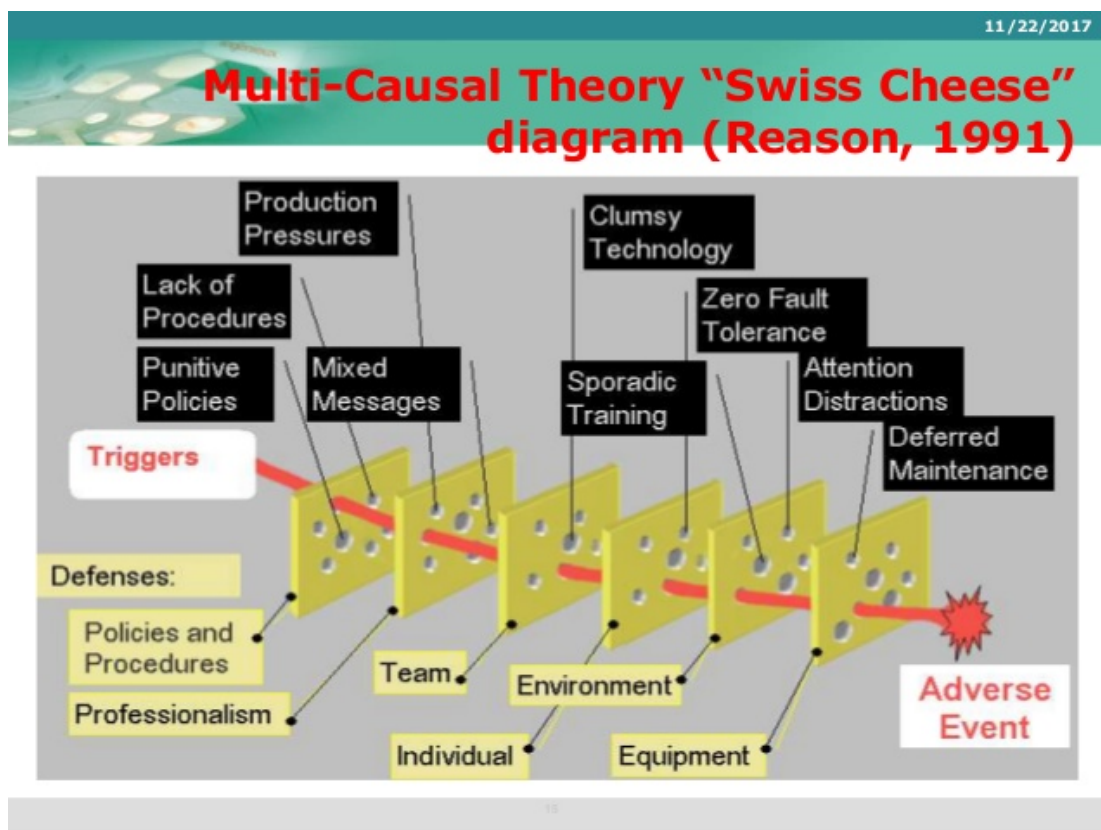 11/22/2017
Multi-Causal Theory “Swiss Cheese”
diagram (Reason, 1991)
Production
Pressures
Clumsy
Technology
Lack of
Procedures
Zero Fault
Tolerance
Punitive
Policies
Mixed
Messages
Sporadic
Training
Attention
Distractions
Deferred
Maintenance
Triggers
Defenses:
Policies and
Procedures
Professionalism
Team
Individual
Environment
Equipment
Adverse
Event
15